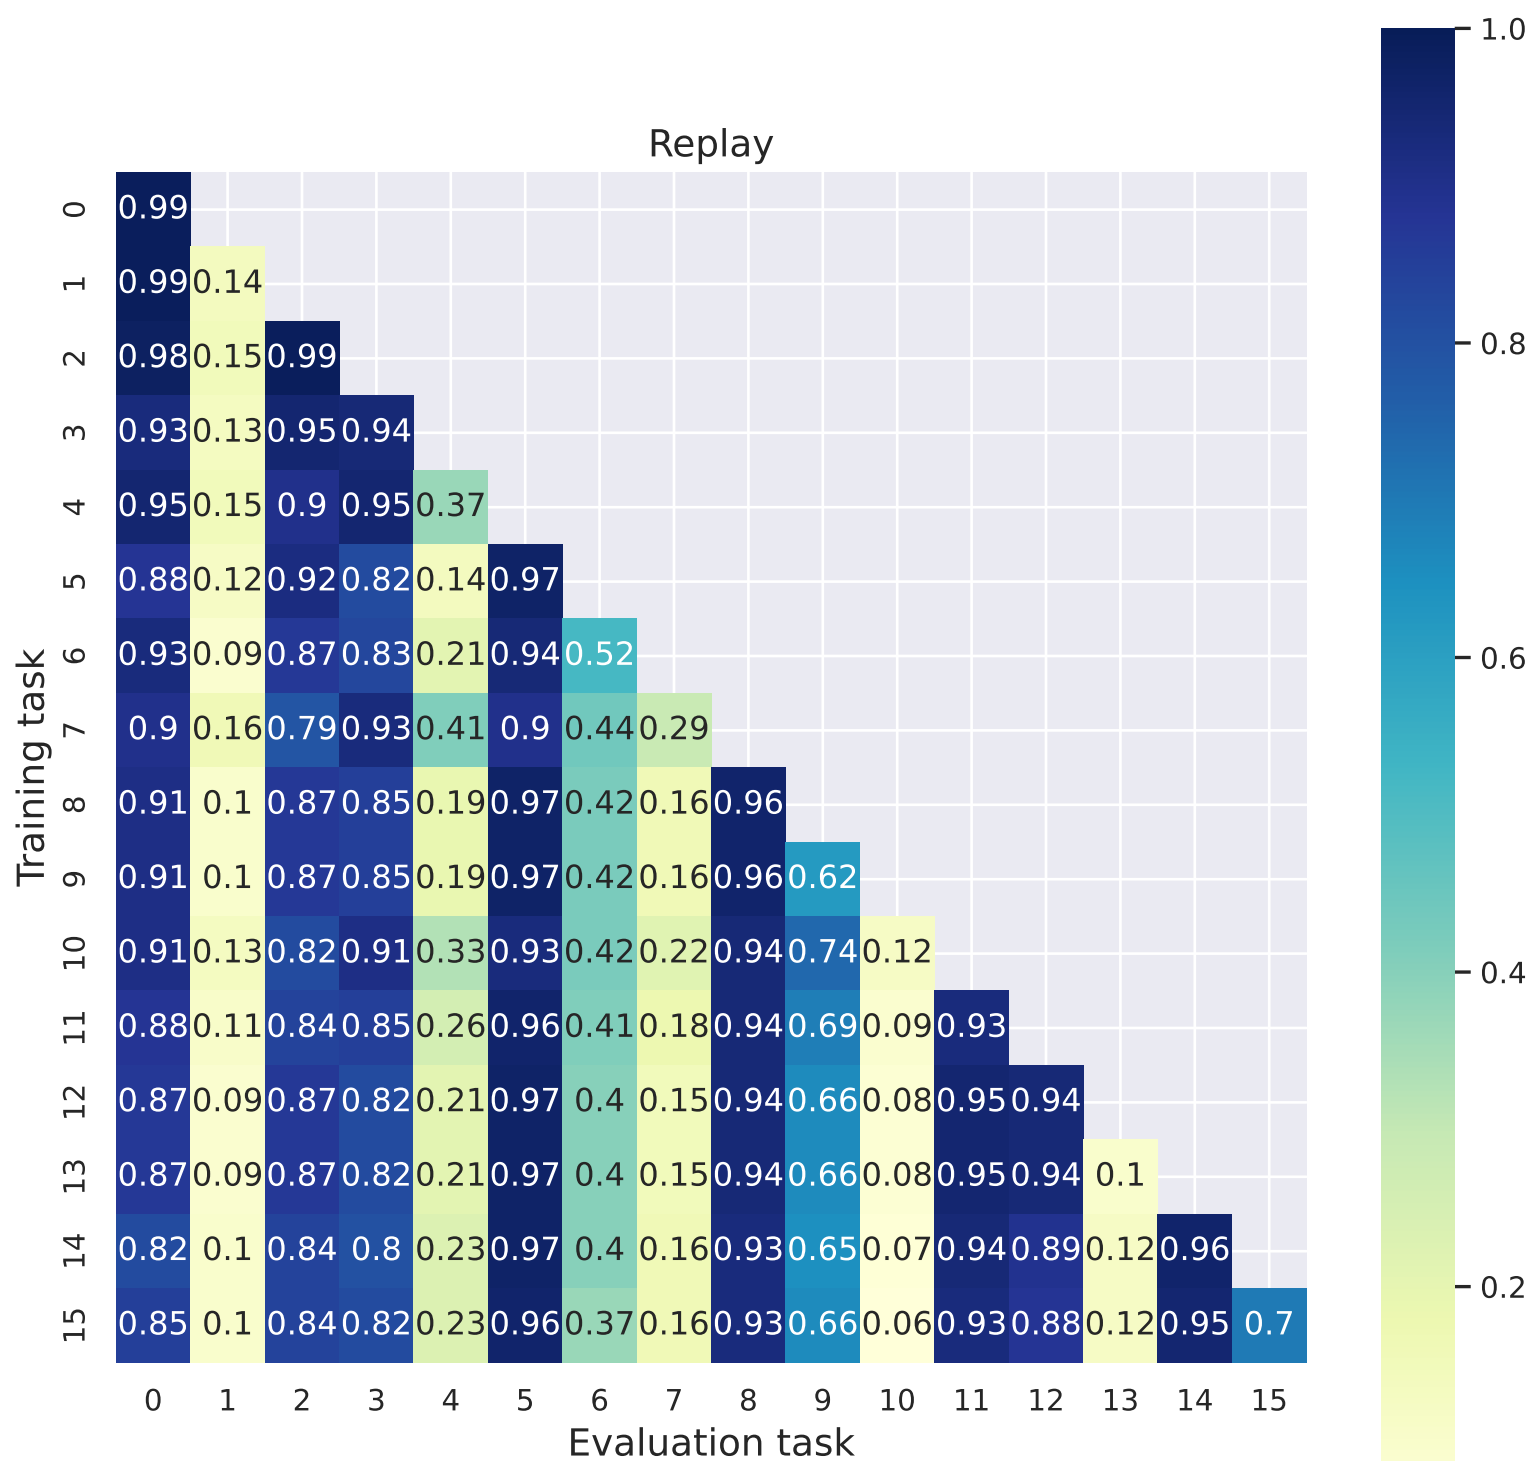 Replay
0 0.99
1 0.99 0.14
2 0.98 0.15 0.99
3 0.93 0.13 0.95 0.94
4 0.95 0.15 0.9 0.95 0.37
5 0.88 0.12 0.92 0.82 0.14 0.97
6 0.93 0.09 0.87 0.83 0.21 0.94 0.52
7 0.9 0.16 0.79 0.93 0.41 0.9 0.44 0.29
8 0.91 0.1 0.87 0.85 0.19 0.97 0.42 0.16 0.96
9 0.91 0.1 0.87 0.85 0.19 0.97 0.42 0.16 0.96 0.62
10 0.91 0.13 0.82 0.91 0.33 0.93 0.42 0.22 0.94 0.74 0.12
11 0.88 0.11 0.84 0.85 0.26 0.96 0.41 0.18 0.94 0.69 0.09 0.93
12 0.87 0.09 0.87 0.82 0.21 0.97 0.4 0.15 0.94 0.66 0.08 0.95 0.94
13 0.87 0.09 0.87 0.82 0.21 0.97 0.4 0.15 0.94 0.66 0.08 0.95 0.94 0.1
14 0.82 0.1 0.84 0.8 0.23 0.97 0.4 0.16 0.93 0.65 0.07 0.94 0.89 0.12 0.96
15 0.85 0.1 0.84 0.82 0.23 0.96 0.37 0.16 0.93 0.66 0.06 0.93 0.88 0.12 0.95 0.7
0 1 2 3 4 5 6 7 8 9 10 11 12 13 14 15
Evaluation task
Training task
1.0
0.8
0.6
0.4
0.2